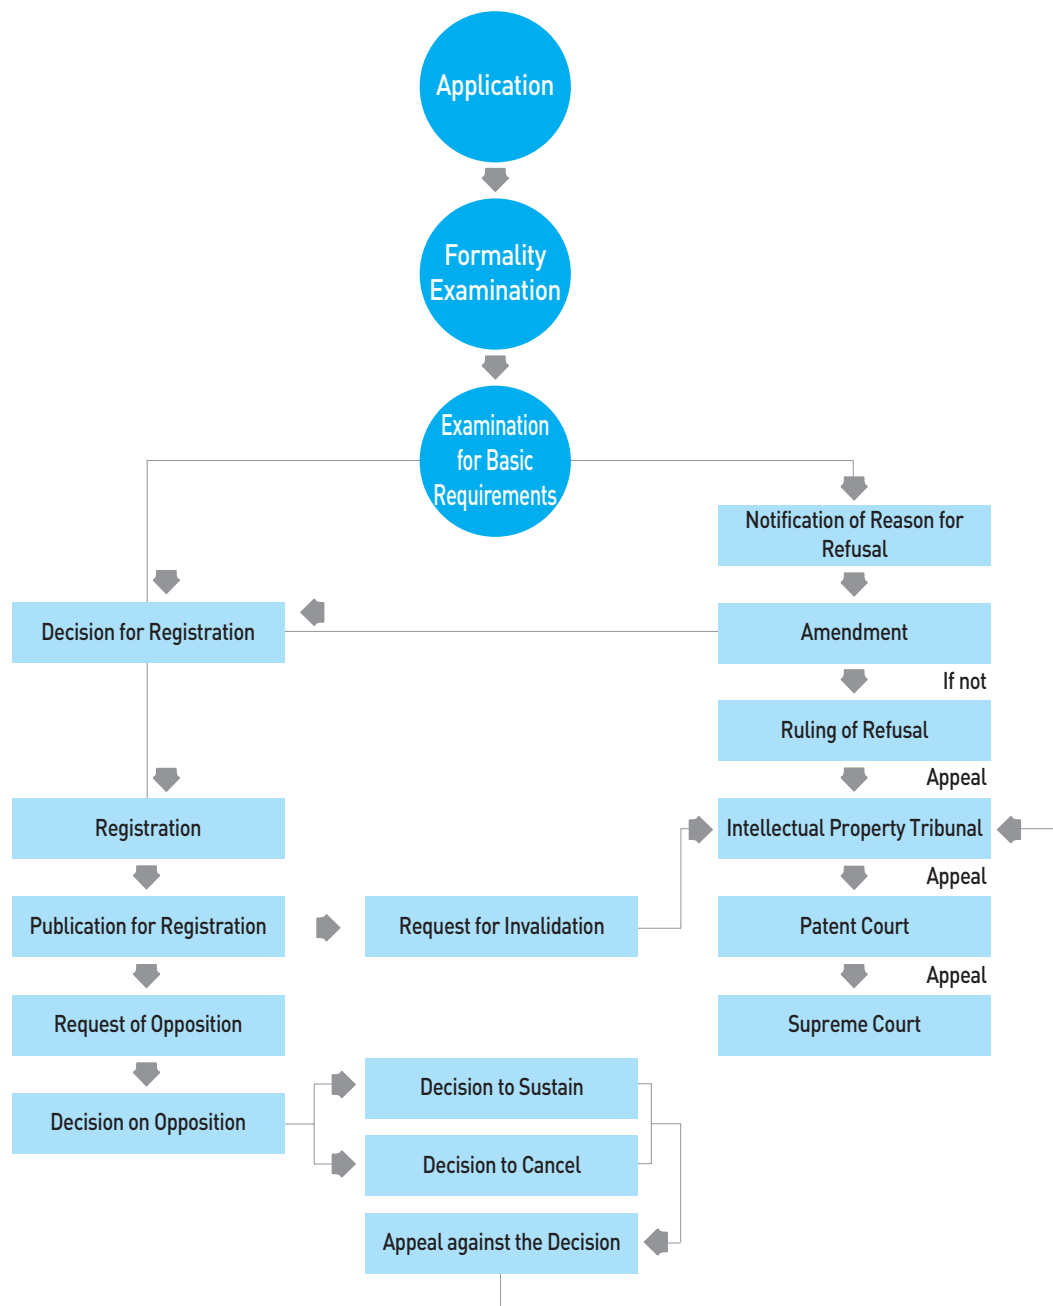 Application
Formality
Examination
Examination
for Basic
Requirements
Notification of Reason for
Refusal
Decision for Registration
Amendment
If not
Ruling of Refusal
Appeal
Registration
Intellectual Property Tribunal
Appeal
Publication for Registration
Request for Invalidation
Patent Court
Appeal
Request of Opposition
Supreme Court
Decision to Sustain
Decision on Opposition
Decision to Cancel
Appeal against the Decision